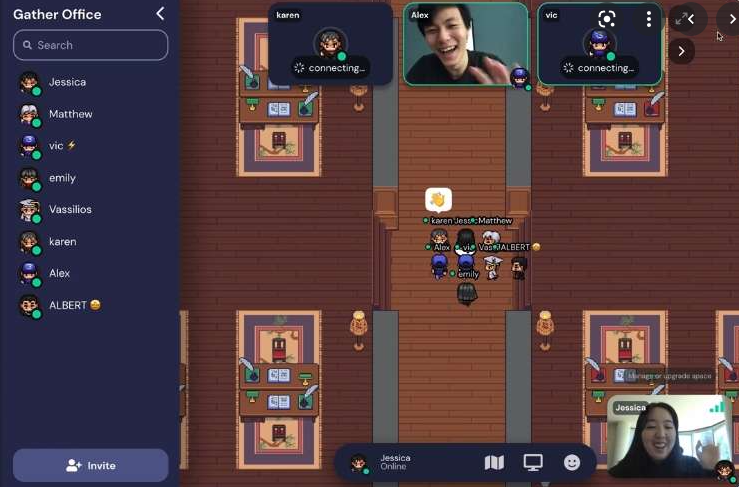 Gather Office
Search
Jessica
Matthew
vic
emily
Vassilios
karen
Alex
ALBERT
Invite
karen
connecting...
Alex
vic
connecting...
karen Jess Matthew
Alex vic Vas ALBERT
emily
Manage or upgrade space
Jessica
Jessica
Online